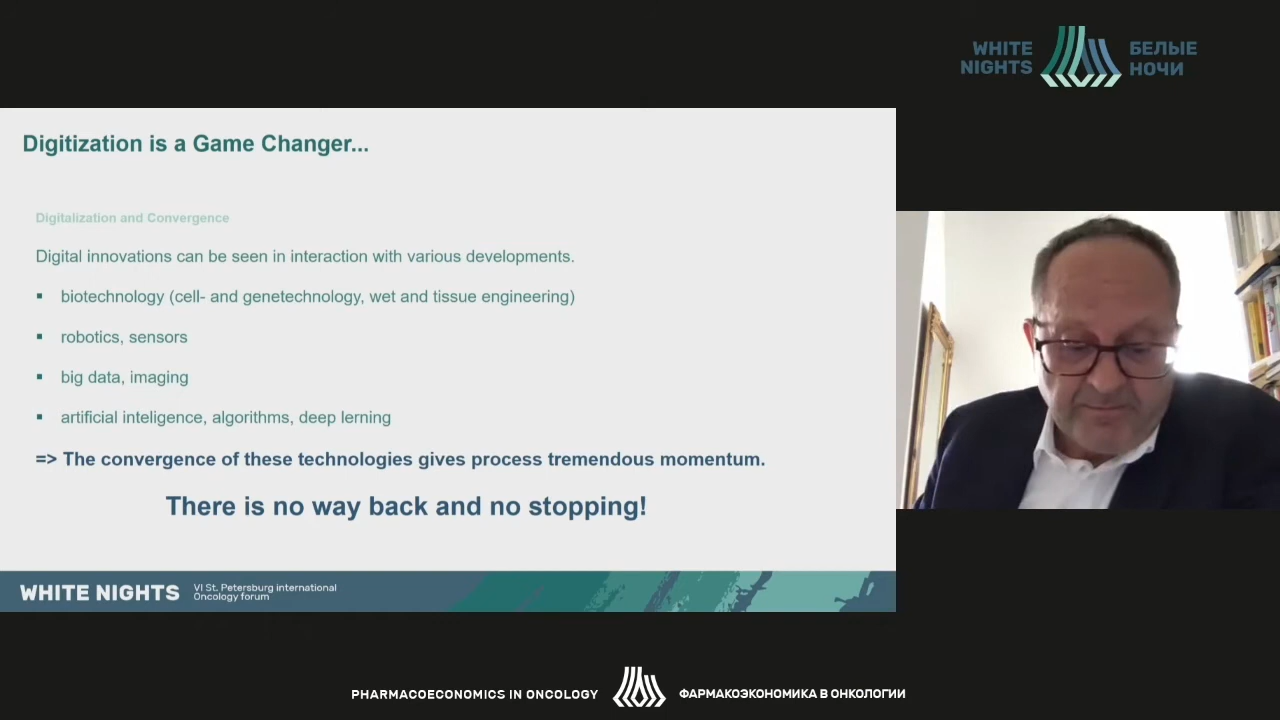 WHITE
NIGHTS
БЕЛЫЕ
НОЧИ
Digitization is a Game Changer...
Digitalization and Convergence
Digital innovations can be seen in interaction with various developments.
▪ biotechnology (cell- and genetechnology, wet and tissue engineering)
▪ robotics, sensors
▪ big data, imaging
▪ artificial inteligence, algorithms, deep lerning
=> The convergence of these technologies gives process tremendous momentum.
There is no way back and no stopping!
WHITE NIGHTS
VI St. Petersburg international
Oncology forum
PHARMACOECONOMICS IN ONCOLOGY
ФАРМАКОЭКОНОМИКА В ОНКОЛОГИИ